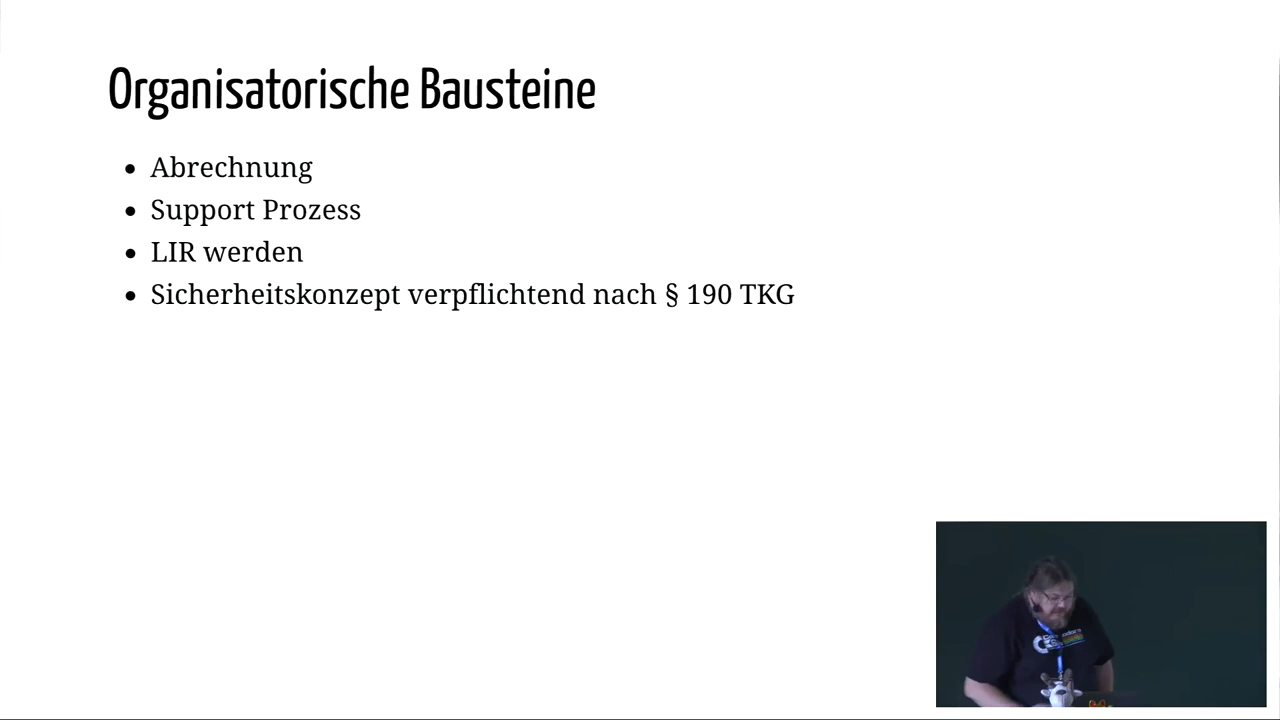 Organisatorische Bausteine
Abrechnung
Support Prozess
LIR werden
Sicherheitskonzept verpflichtend nach § 190 TKG